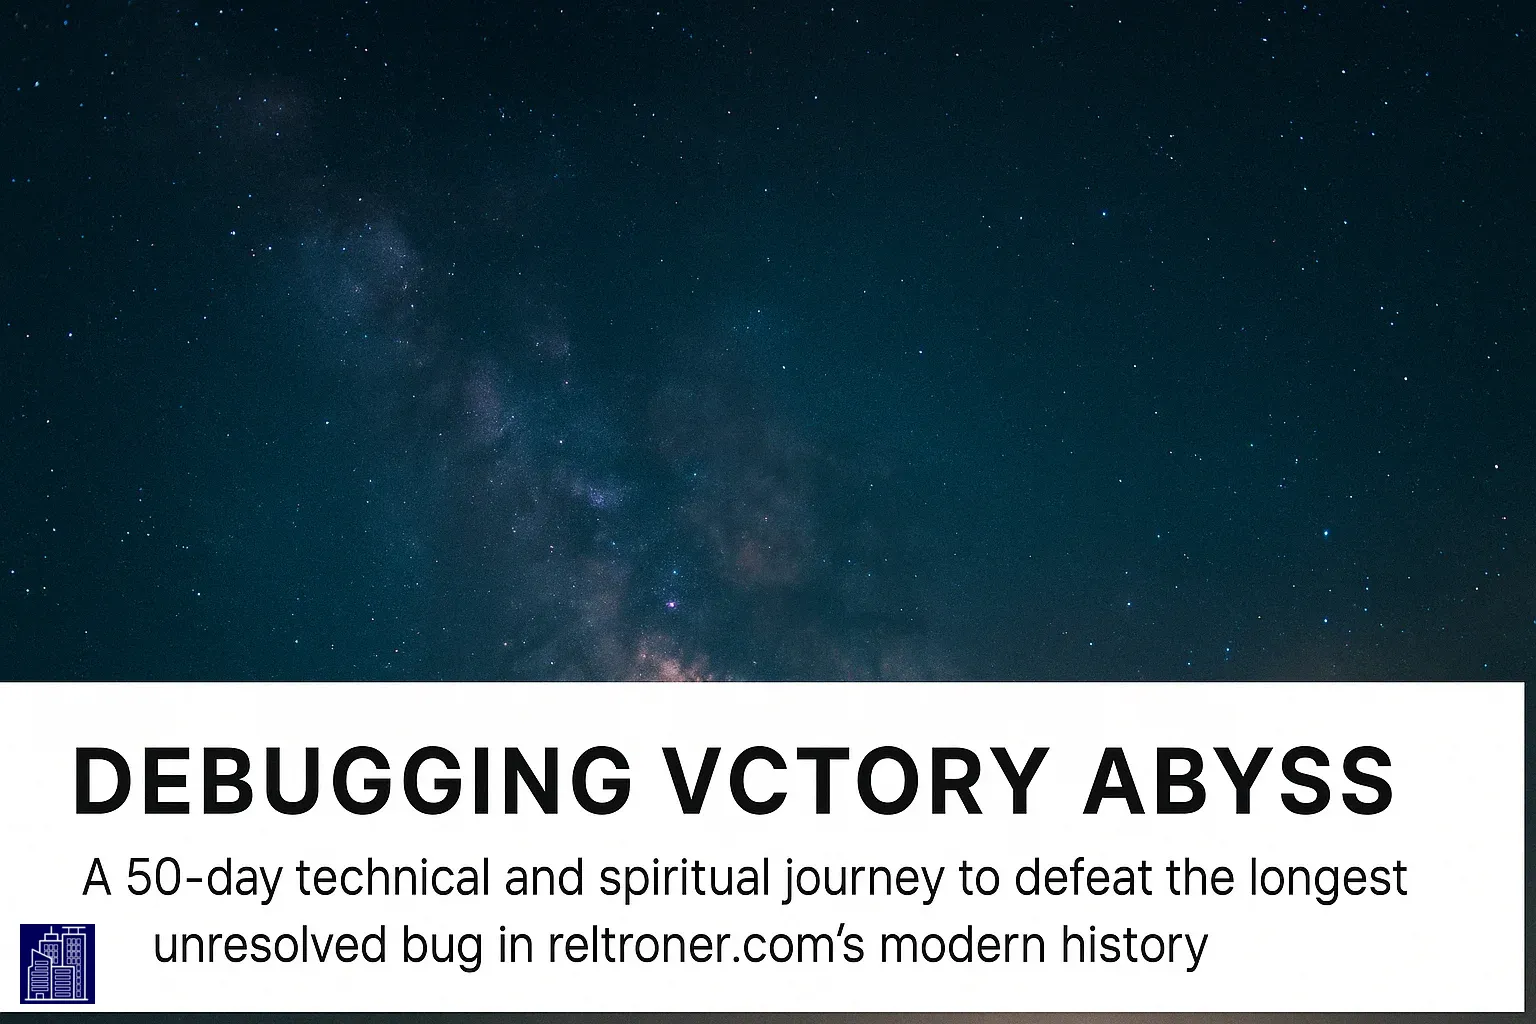 DEBUGGING VCTORY ABYSS
A 50-day technical and spiritual journey to defeat the longest
unresolved bug in reltroner.com’s modern history